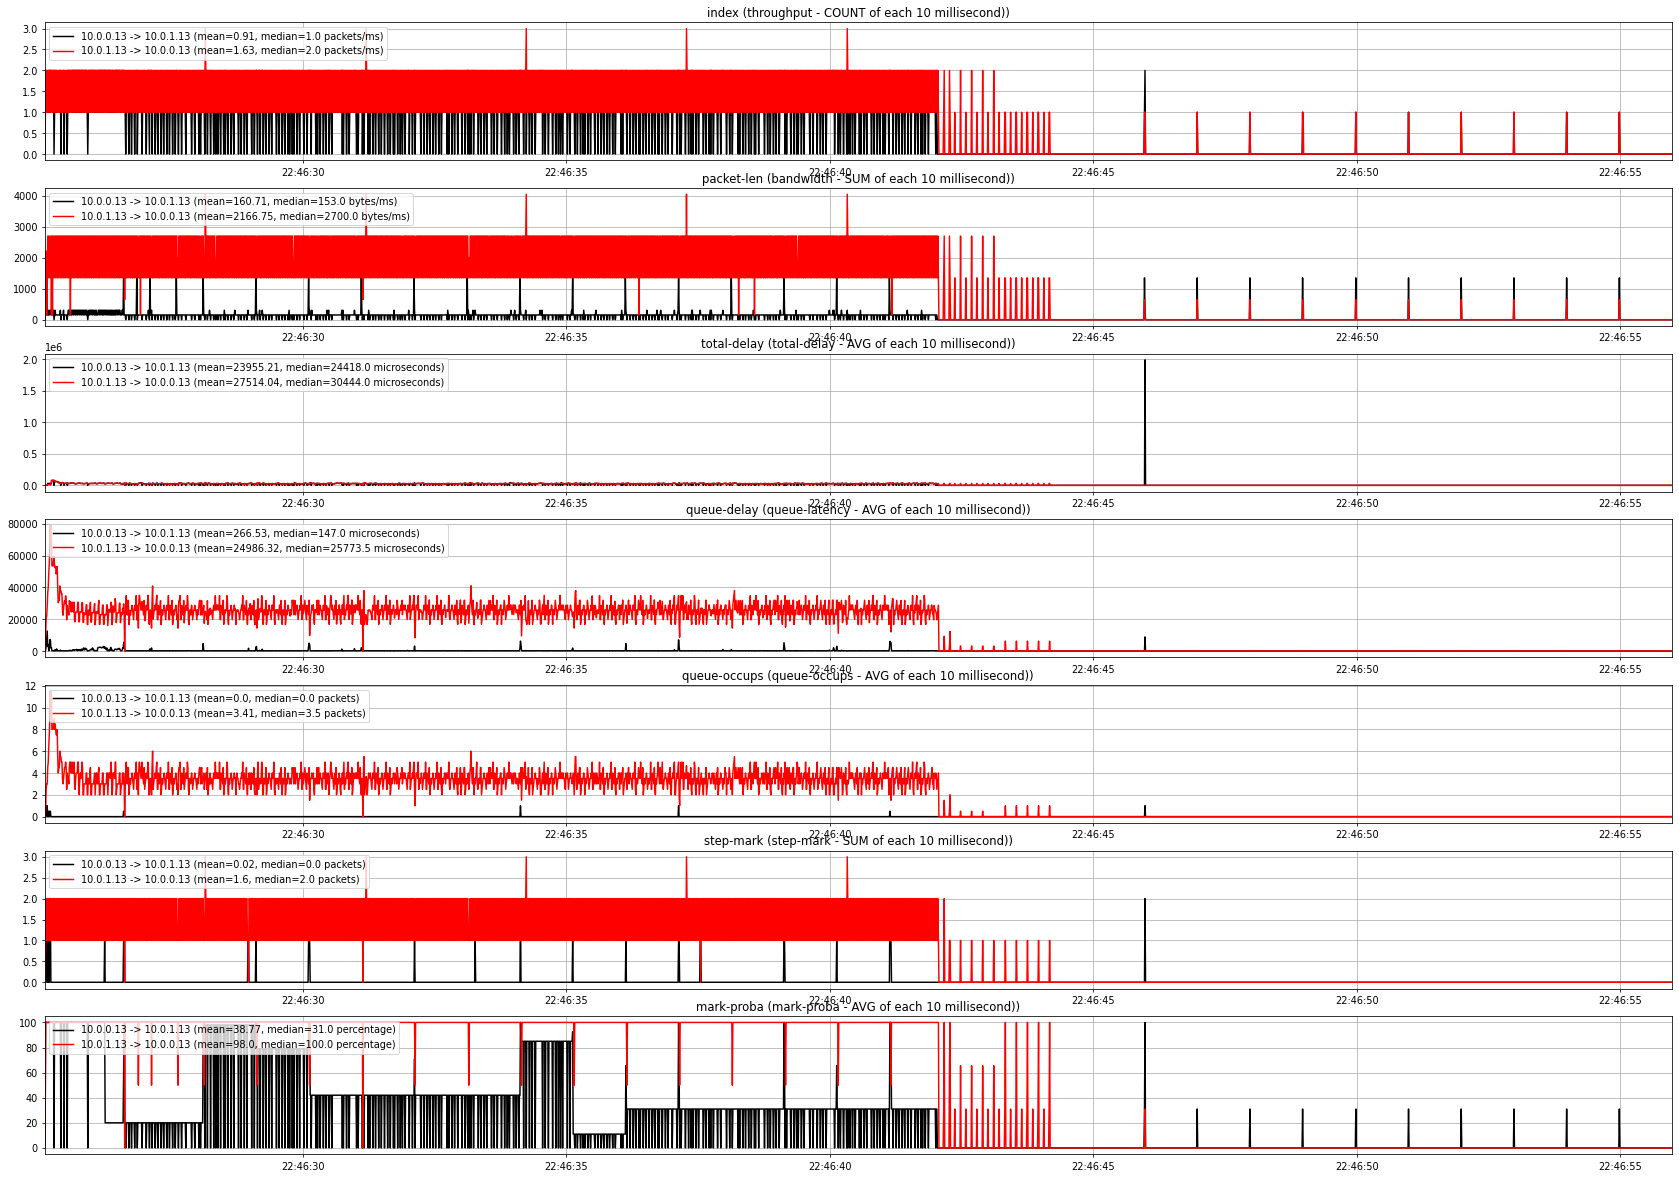 index (throughput - COUNT of each 10 millisecond))
10.0.0.13 -> 10.0.1.13 (mean=0.91, median=1.0 packets/ms)
10.0.1.13 -> 10.0.0.13 (mean=1.63, median=2.0 packets/ms)
3.0
2.5
2.0
1.5
1.0
0.5
0.0
22:46:30 22:46:35 22:46:40 22:46:45 22:46:50 22:46:55
packet-len (bandwidth - SUM of each 10 millisecond))
10.0.0.13 -> 10.0.1.13 (mean=160.71, median=153.0 bytes/ms)
10.0.1.13 -> 10.0.0.13 (mean=2166.75, median=2700.0 bytes/ms)
4000
3000
2000
1000
0
22:46:30 22:46:35 22:46:40 22:46:45 22:46:50 22:46:55
total-delay (total-delay - AVG of each 10 millisecond))
1e6
10.0.0.13 -> 10.0.1.13 (mean=23955.21, median=24418.0 microseconds)
10.0.1.13 -> 10.0.0.13 (mean=27514.04, median=30444.0 microseconds)
2.0
1.5
1.0
0.5
0.0
22:46:30 22:46:35 22:46:40 22:46:45 22:46:50 22:46:55
queue-delay (queue-latency - AVG of each 10 millisecond))
10.0.0.13 -> 10.0.1.13 (mean=266.53, median=147.0 microseconds)
10.0.1.13 -> 10.0.0.13 (mean=24986.32, median=25773.5 microseconds)
80000
60000
40000
20000
0
22:46:30 22:46:35 22:46:40 22:46:45 22:46:50 22:46:55
queue-occups (queue-occups - AVG of each 10 millisecond))
10.0.0.13 -> 10.0.1.13 (mean=0.0, median=0.0 packets)
10.0.1.13 -> 10.0.0.13 (mean=3.41, median=3.5 packets)
12
10
8
6
4
2
0
22:46:30 22:46:35 22:46:40 22:46:45 22:46:50 22:46:55
step-mark (step-mark - SUM of each 10 millisecond))
10.0.0.13 -> 10.0.1.13 (mean=0.02, median=0.0 packets)
10.0.1.13 -> 10.0.0.13 (mean=1.6, median=2.0 packets)
3.0
2.5
2.0
1.5
1.0
0.5
0.0
22:46:30 22:46:35 22:46:40 22:46:45 22:46:50 22:46:55
mark-proba (mark-proba - AVG of each 10 millisecond))
10.0.0.13 -> 10.0.1.13 (mean=38.77, median=31.0 percentage)
10.0.1.13 -> 10.0.0.13 (mean=98.0, median=100.0 percentage)
100
80
60
40
20
0
22:46:30 22:46:35 22:46:40 22:46:45 22:46:50 22:46:55